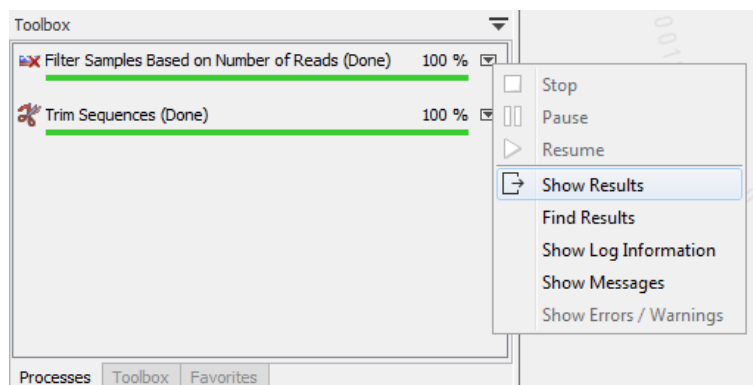 Toolbox
Filter Samples Based on Number of Reads (Done) 100 %
Trim Sequences (Done) 100 %
Stop
Pause
Resume
Show Results
Find Results
Show Log Information
Show Messages
Show Errors / Warnings
Processes Toolbox Favorites